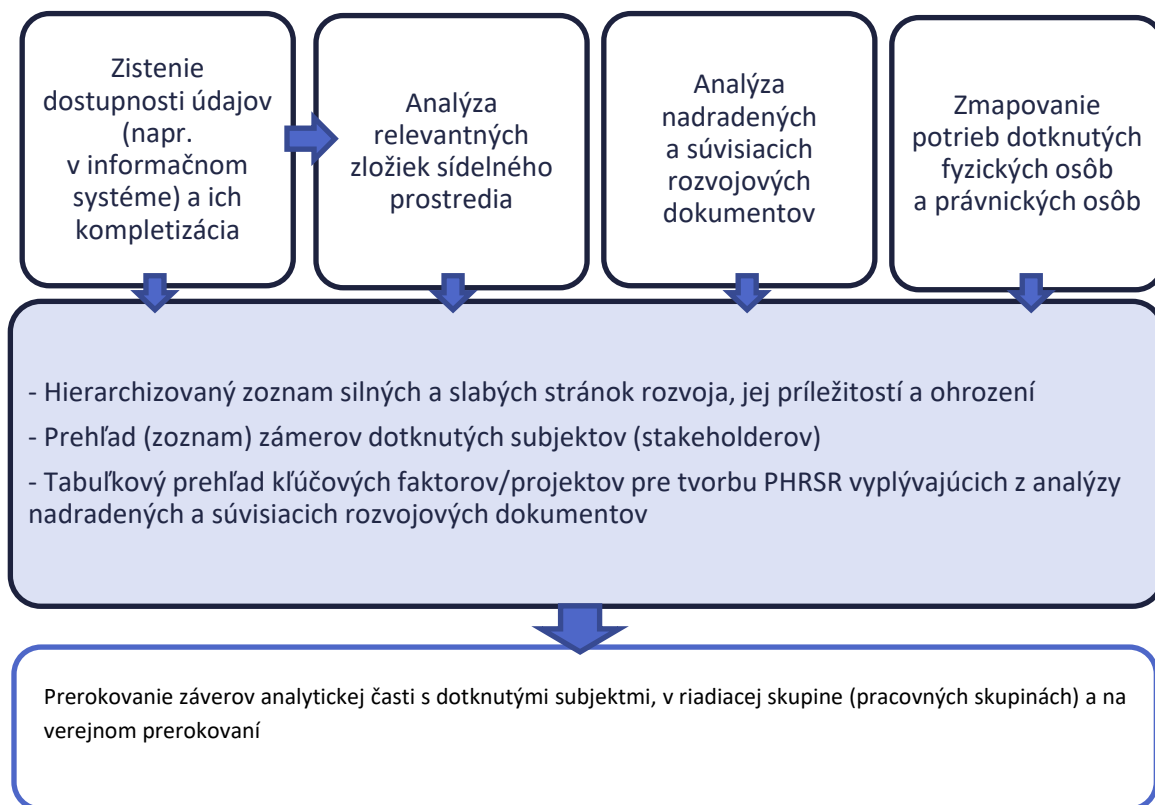 Zistenie
dostupnosti údajov
(napr.
v informačnom
systéme) a ich
kompletizácia
Analýza
relevantných
zložiek sídelného
prostredia
Analýza
nadradených
a súvisiacich
rozvojových
dokumentov
Zmapovanie
potrieb dotknutých
fyzických osôb
a právnických osôb
- Hierarchizovaný zoznam silných a slabých stránok rozvoja, jej príležitostí a ohrození
- Prehľad (zoznam) zámerov dotknutých subjektov (stakeholderov)
- Tabuľkový prehľad kľúčových faktorov/projektov pre tvorbu PHRSR vyplývajúcich z analýzy
nadradených a súvisiacich rozvojových dokumentov
Prerokovanie záverov analytickej časti s dotknutými subjektmi, v riadiacej skupine (pracovných skupinách) a na
verejnom prerokovaní